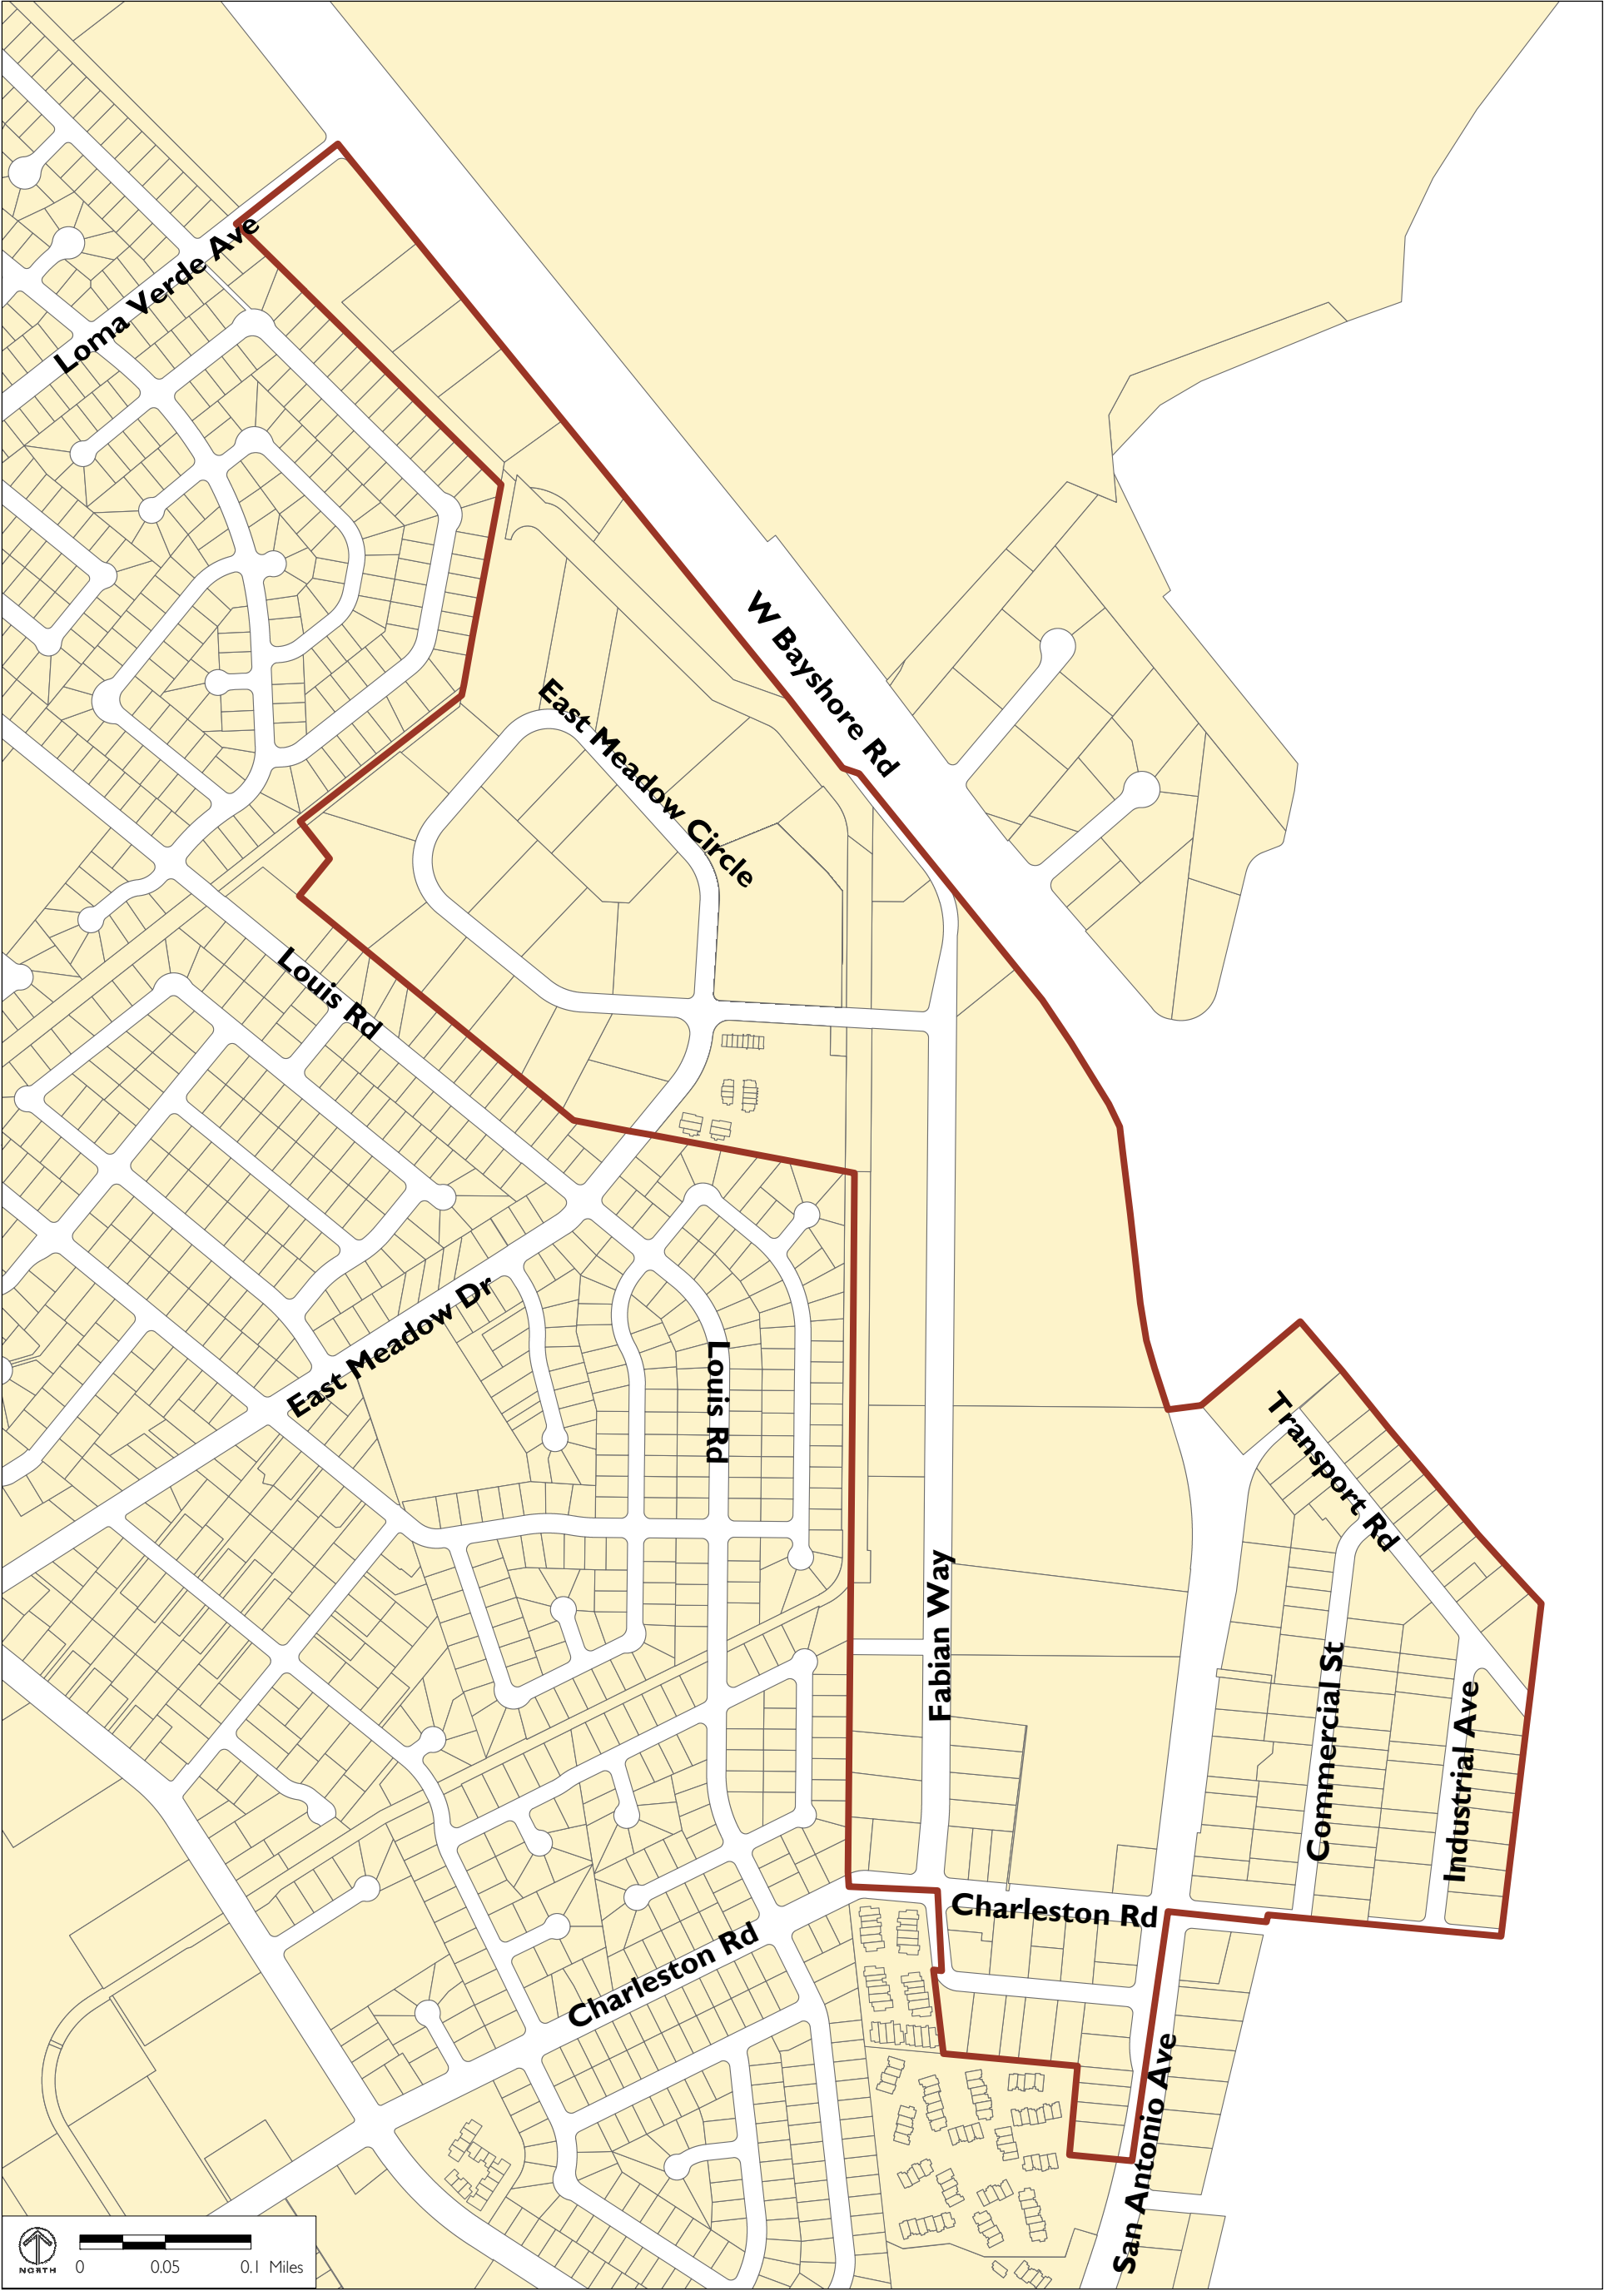 Loma Verde Ave
W Bayshore Rd
East Meadow Circle
Louis Rd
East Meadow Dr
Louis Rd
Transport Rd
Fabian Way
Commercial St
Industrial Ave
Charleston Rd
Charleston Rd
San Antonio Ave
NORTH
0 0.05 0.1 Miles